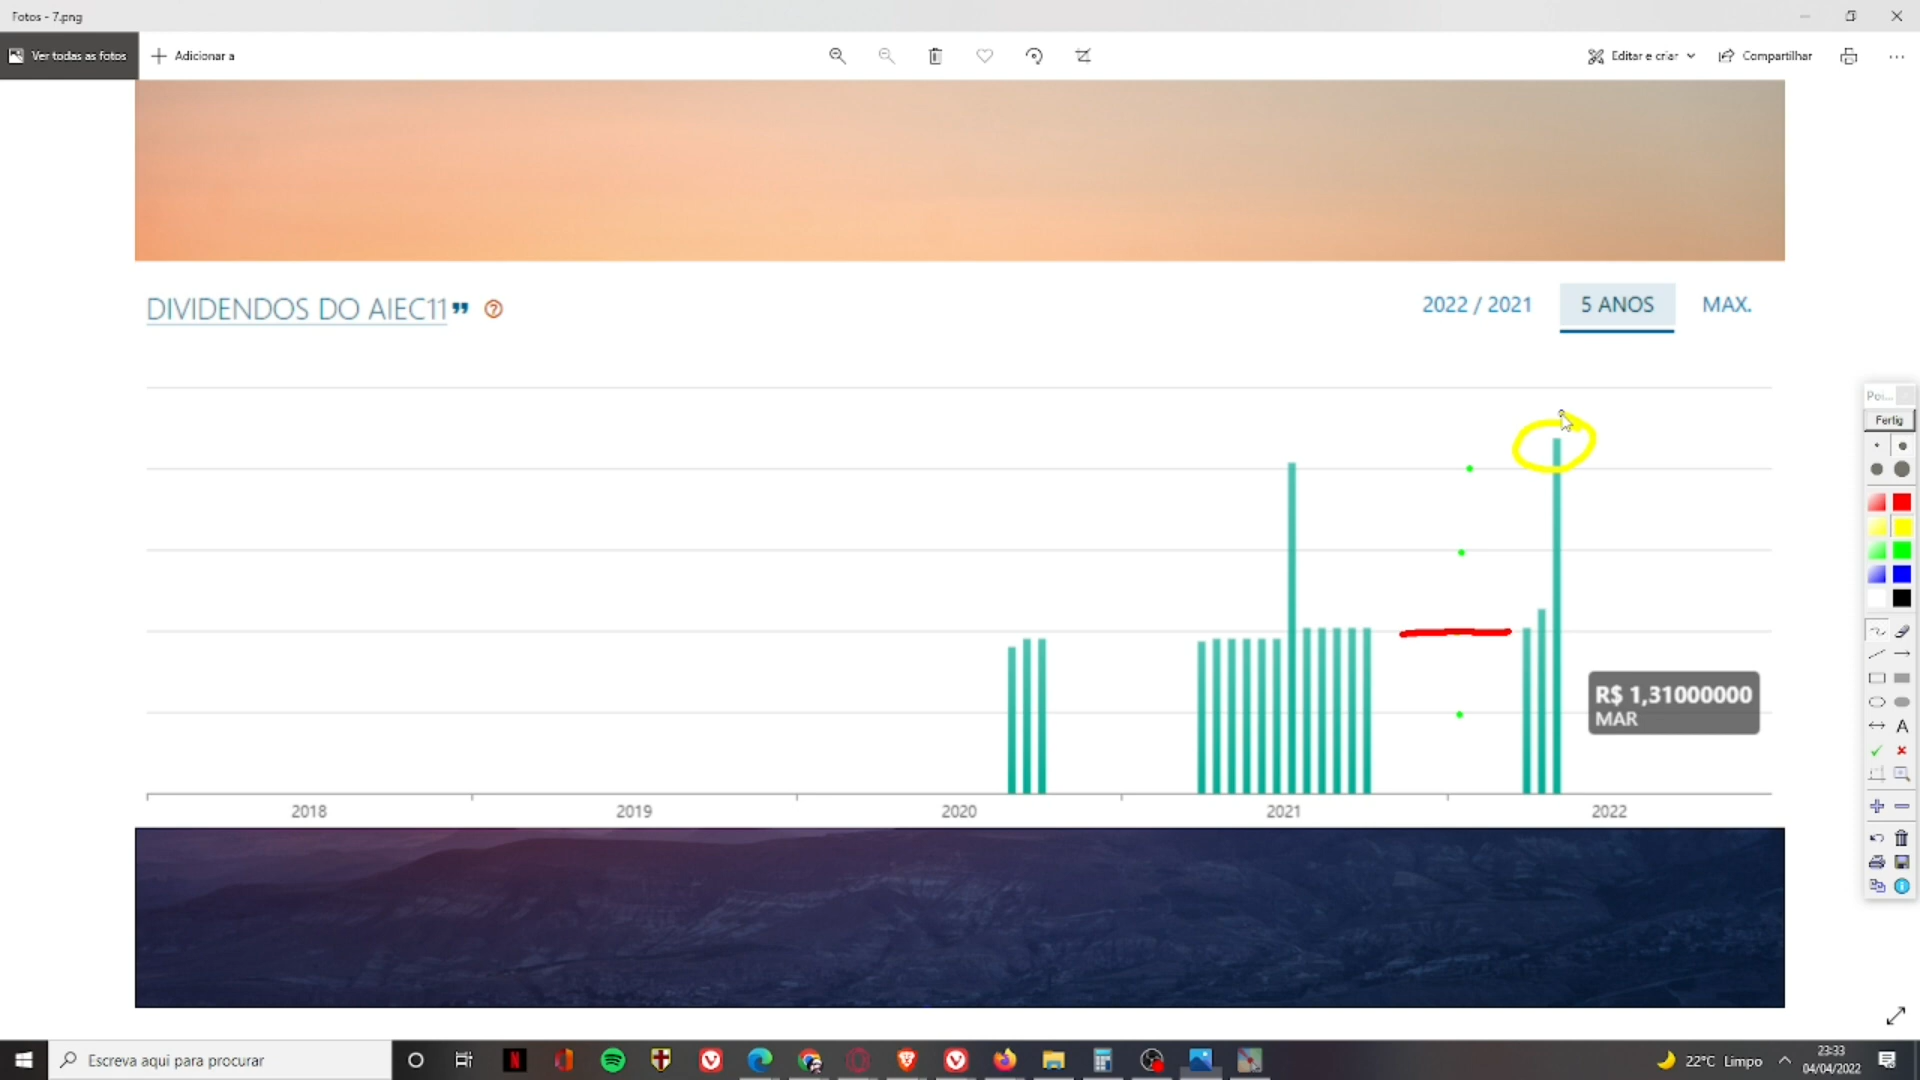 Fotos - 7.png
Ver todas as fotos
Adicionar a
Editar e criar
Compartilhar
DIVIDENDOS DO AIEC11
2022 / 2021
5 ANOS
MAX.
Poi...
Fertig
A
R$ 1,31000000
MAR
2018
2019
2020
2021
2022
Escreva aqui para procurar
22°C Limpo
23:33
04/04/2022